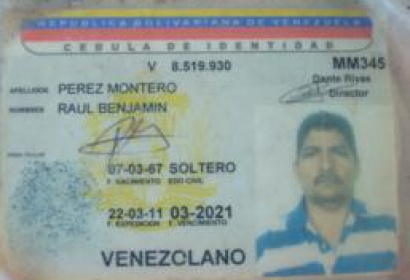 REPUBLICA BOLIVARIANA DE VENEZUELA
CEDULA DE IDENTIDAD
V 8.519.930 MM345
APELLIDOS PEREZ MONTERO Dante Rivas
Director
NOMBRES RAUL BENJAMIN
07-03-67 SOLTERO
F. NACIMIENTO EDO CIVIL
22-03-11 03-2021
F. EXPEDICION F. VENCIMIENTO
VENEZOLANO